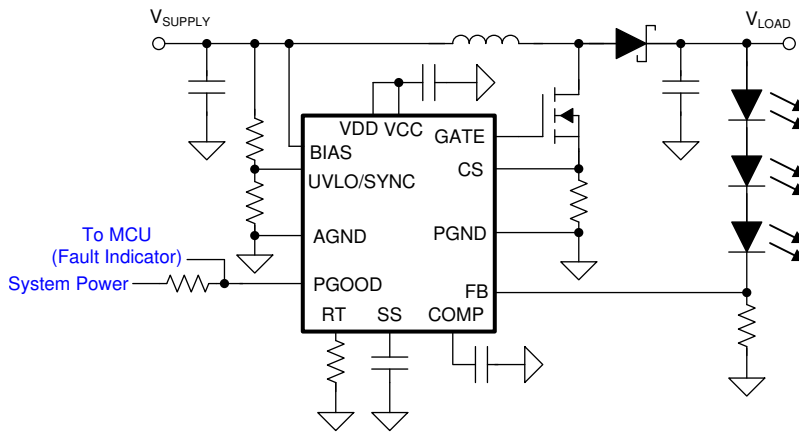 VSUPPLY
VLOAD
VDD VCC
GATE
BIAS
CS
UVLO/SYNC
To MCU
(Fault Indicator)
AGND
PGND
System Power
PGOOD
FB
RT SS COMP